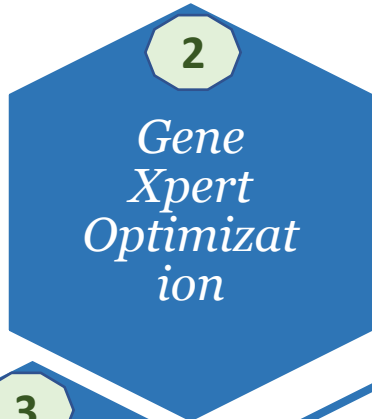 2
Gene
Xpert
Optimizat
ion
3